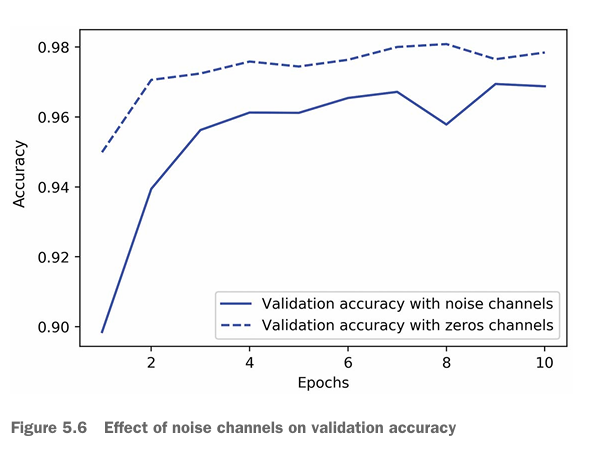 0.98
0.96
0.94
0.92
0.90
Accuracy
Validation accuracy with noise channels
Validation accuracy with zeros channels
2 4 6 8 10
Epochs
Figure 5.6 Effect of noise channels on validation accuracy